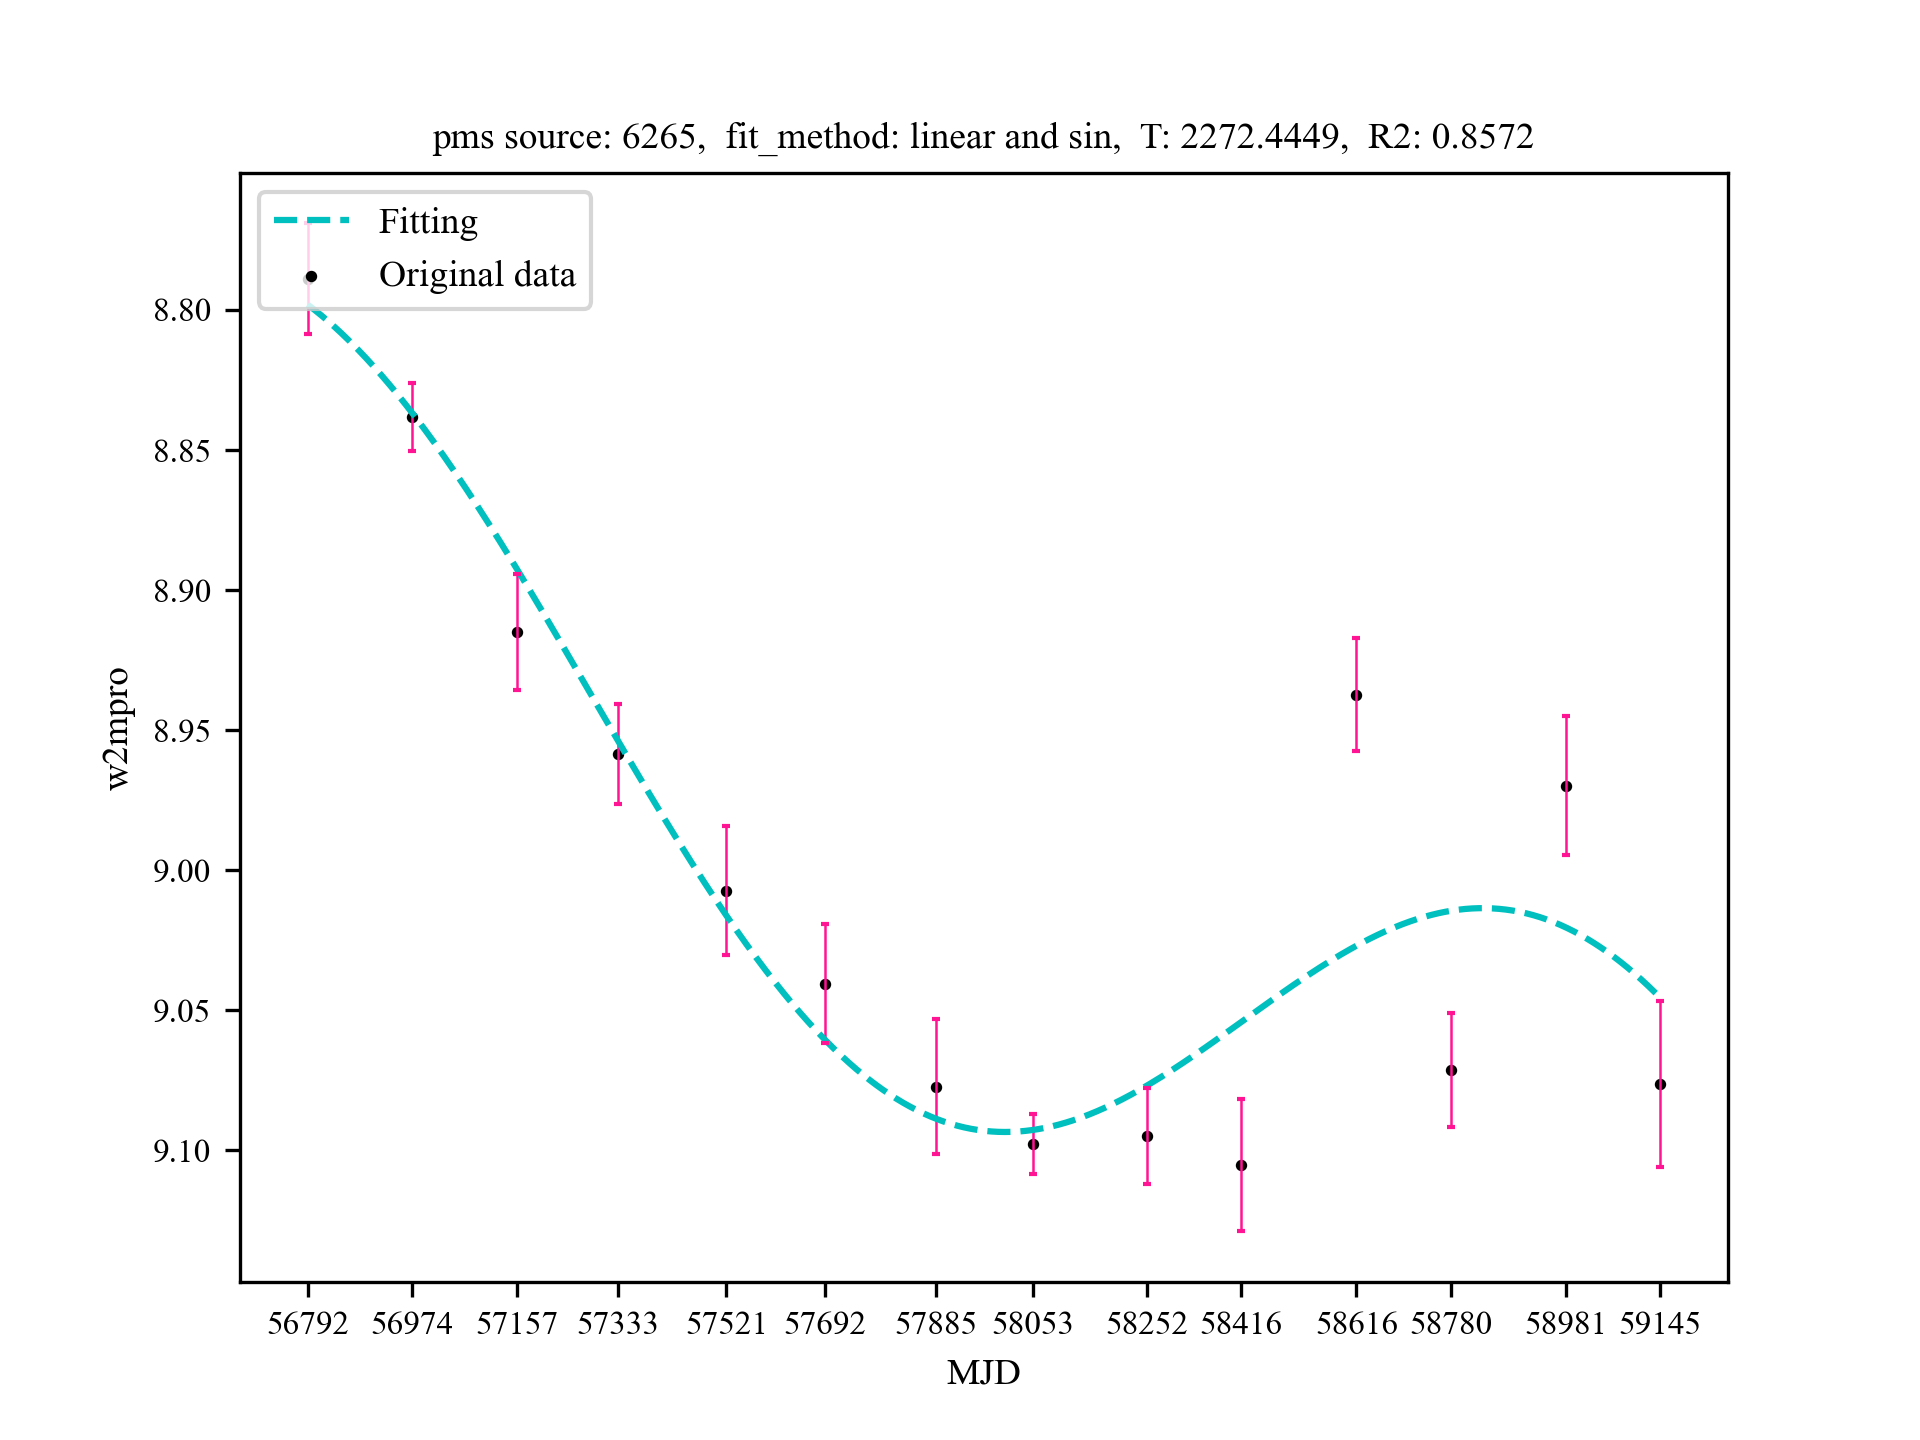 pms source: 6265, fit_method: linear and sin, T: 2272.4449, R2: 0.8572
Fitting
Original data
8.80
8.85
8.90
8.95
9.00
9.05
9.10
w2mpro
56792 56974 57157 57333 57521 57692 57885 58053 58252 58416 58616 58780 58981 59145
MJD